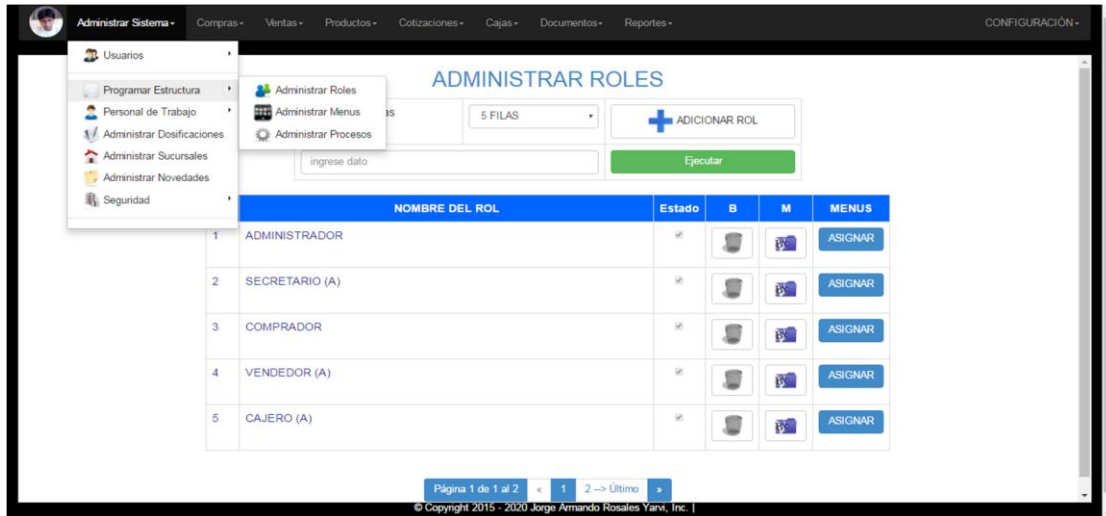 Administrar Sistema Compras Ventas Productos Cotizaciones Cajas Documentos Reportes CONFIGURACIÓN
Usuarios
Programar Estructura
Personal de Trabajo
Administrar Dosificaciones
Administrar Sucursales
Administrar Novedades
Seguridad
Administrar Roles
Administrar Menus
Administrar Procesos
ADMINISTRAR ROLES
5 FILAS ADICIONAR ROL
ingrese dato Ejecutar
NOMBRE DEL ROL Estado B M MENUS
1 ADMINISTRADOR ASIGNAR
2 SECRETARIO (A) ASIGNAR
3 COMPRADOR ASIGNAR
4 VENDEDOR (A) ASIGNAR
5 CAJERO (A) ASIGNAR
Página 1 de 1 al 2 « 1 2 --> Último »
© Copyright 2015 - 2020 Jorge Armando Rosales Yarvi, Inc. |